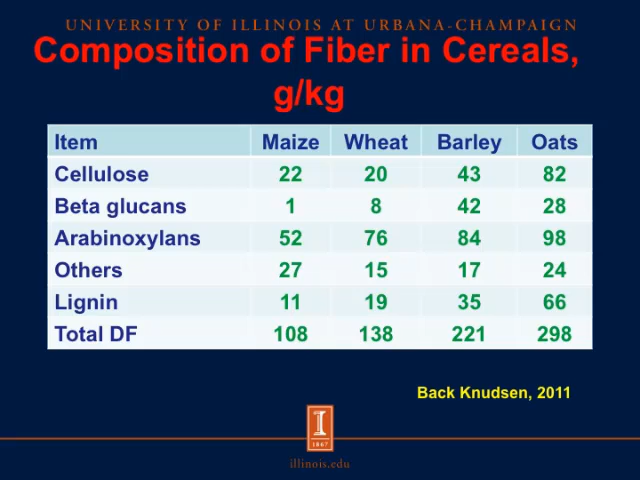 UNIVERSITY OF ILLINOIS AT URBANA-CHAMPAIGN
Composition of Fiber in Cereals,
g/kg
Item Maize Wheat Barley Oats
Cellulose 22 20 43 82
Beta glucans 1 8 42 28
Arabinoxylans 52 76 84 98
Others 27 15 17 24
Lignin 11 19 35 66
Total DF 108 138 221 298
Back Knudsen, 2011
I
1867
illinois.edu